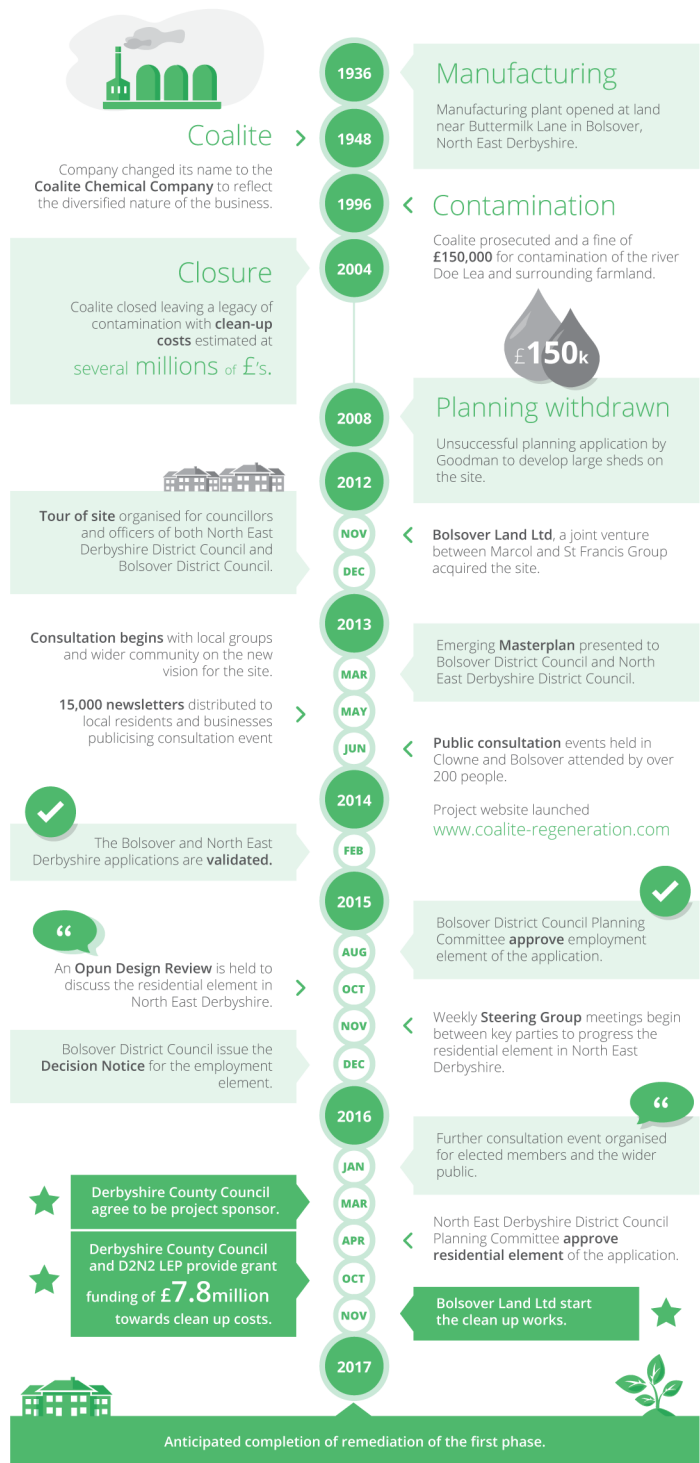 1936
Manufacturing
Manufacturing plant opened at land
near Buttermilk Lane in Bolsover,
North East Derbyshire.
1948
Coalite
Company changed its name to the
Coalite Chemical Company to reflect
the diversified nature of the business.
1996
Contamination
Coalite prosecuted and a fine of
£150,000 for contamination of the river
Doe Lea and surrounding farmland.
£150k
2004
Closure
Coalite closed leaving a legacy of
contamination with clean-up
costs estimated at
several millions of £'s.
2008
Planning withdrawn
Unsuccessful planning application by
Goodman to develop large sheds on
the site.
2012
NOV
Bolsover Land Ltd, a joint venture
between Marcol and St Francis Group
acquired the site.
DEC
Tour of site organised for councillors
and officers of both North East
Derbyshire District Council and
Bolsover District Council.
2013
Consultation begins with local groups
and wider community on the new
vision for the site.
MAR
Emerging Masterplan presented to
Bolsover District Council and North
East Derbyshire District Council.
MAY
15,000 newsletters distributed to
local residents and businesses
publicising consultation event
JUN
Public consultation events held in
Clowne and Bolsover attended by over
200 people.
Project website launched
www.coalite-regeneration.com
2014
FEB
The Bolsover and North East
Derbyshire applications are validated.
2015
AUG
Bolsover District Council Planning
Committee approve employment
element of the application.
OCT
“
An Opun Design Review is held to
discuss the residential element in
North East Derbyshire.
NOV
Weekly Steering Group meetings begin
between key parties to progress the
residential element in North East
Derbyshire.
DEC
Bolsover District Council issue the
Decision Notice for the employment
element.
2016
JAN
“
Further consultation event organised
for elected members and the wider
public.
MAR
Derbyshire County Council
agree to be project sponsor.
APR
North East Derbyshire District Council
Planning Committee approve
residential element of the application.
OCT
Derbyshire County Council
and D2N2 LEP provide grant
funding of £7.8million
towards clean up costs.
NOV
Bolsover Land Ltd start
the clean up works.
2017
Anticipated completion of remediation of the first phase.